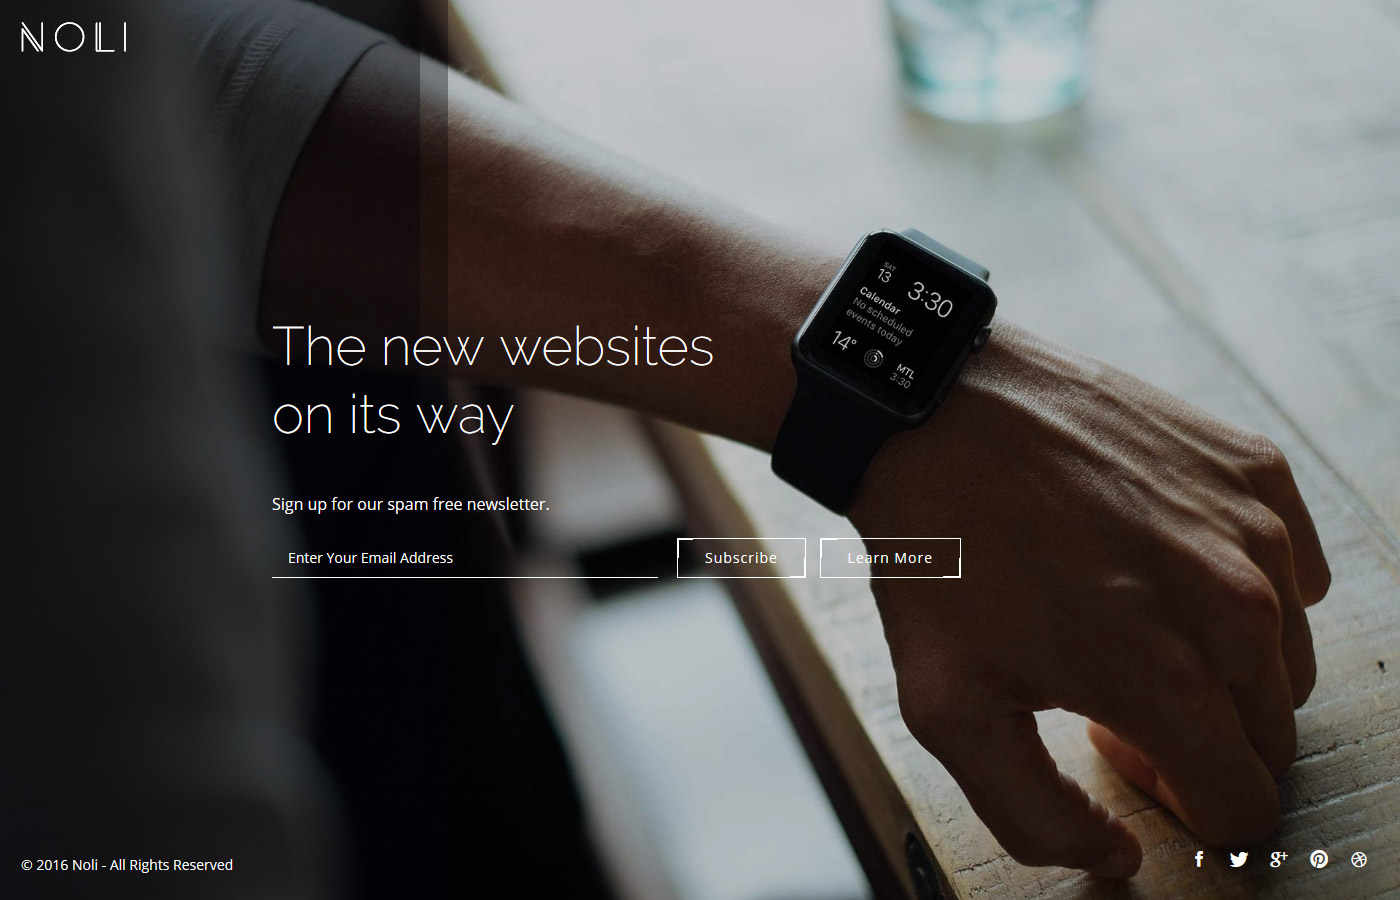 NOLI
SAT
13
3:30
Calendar
No scheduled
events today
14°
MTL
3:30
The new websites
on its way
Sign up for our spam free newsletter.
Enter Your Email Address
Subscribe
Learn More
© 2016 Noli - All Rights Reserved